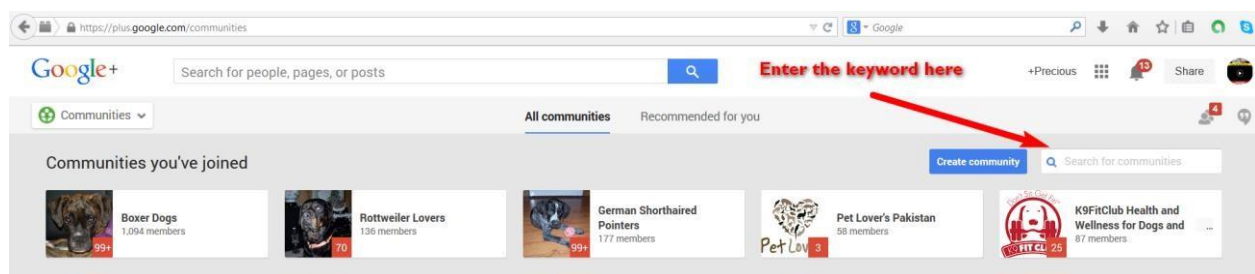 https://plus.google.com/communities
Google
Google+
Search for people, pages, or posts
Enter the keyword here
+Precious
13
Share
Communities
All communities
Recommended for you
4
Communities you've joined
Create community
Search for communities
99+
Boxer Dogs
1,094 members
70
Rottweiler Lovers
136 members
99+
German Shorthaired
Pointers
177 members
Pet Lov
3
Pet Lover's Pakistan
58 members
25
K9FitClub Health and
Wellness for Dogs and ...
87 members